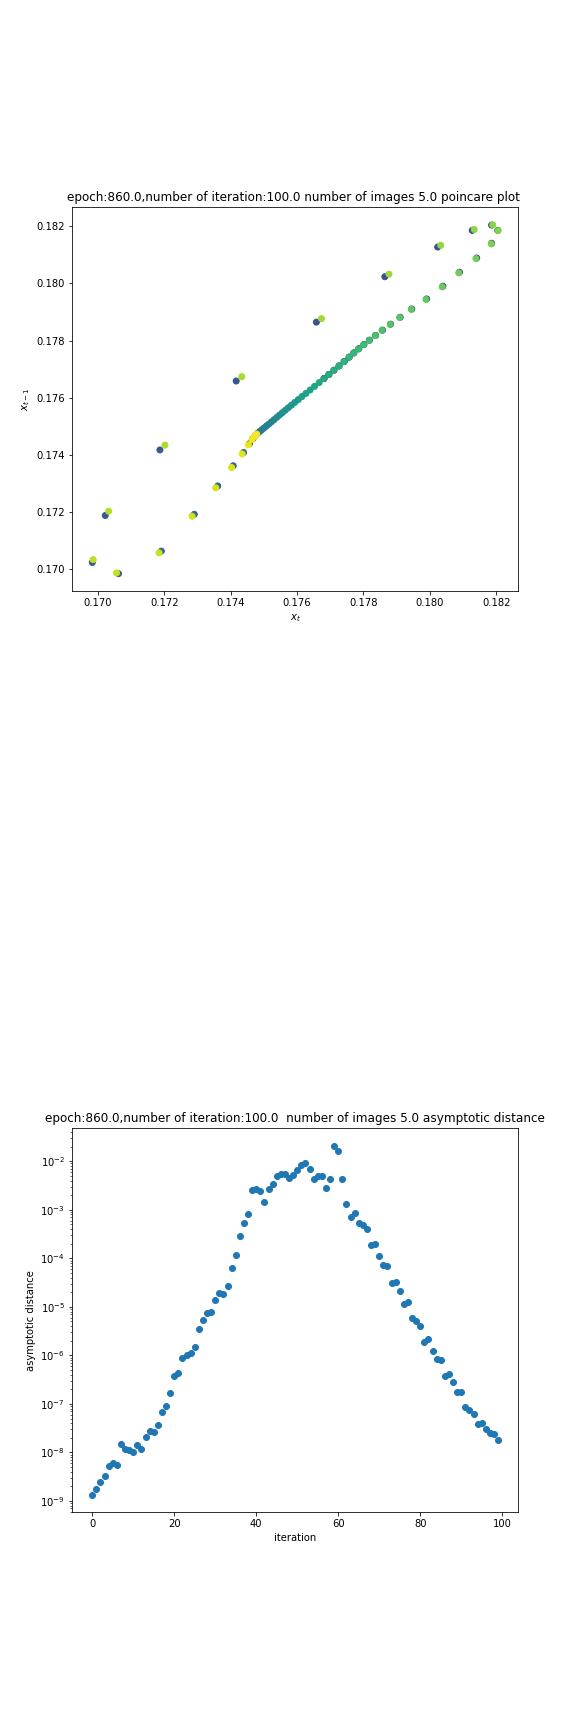 epoch:860.0,number of iteration:100.0 number of images 5.0 poincare plot
0.182
0.180
0.178
0.176
0.174
0.172
0.170
x_{t-1}
0.170 0.172 0.174 0.176 0.178 0.180 0.182
x_t
epoch:860.0,number of iteration:100.0  number of images 5.0 asymptotic distance
10^{-2}
10^{-3}
10^{-4}
10^{-5}
10^{-6}
10^{-7}
10^{-8}
10^{-9}
asymptotic distance
0 20 40 60 80 100
iteration